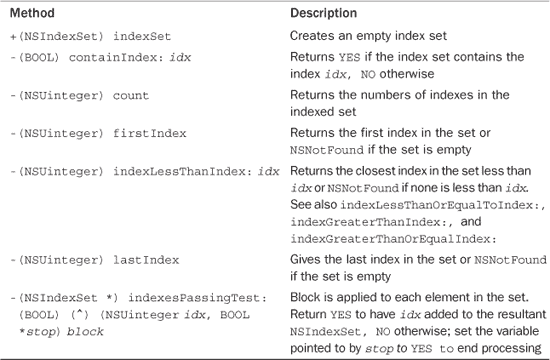 Method Description
+(NSIndexSet) indexSet Creates an empty index set
-(BOOL) containIndex: idx Returns YES if the index set contains the
index idx, NO otherwise
-(NSUinteger) count Returns the numbers of indexes in the
indexed set
-(NSUinteger) firstIndex Returns the first index in the set or
NSNotFound if the set is empty
-(NSUinteger) indexLessThanIndex: idx Returns the closest index in the set less than
idx or NSNotFound if none is less than idx.
See also indexLessThanOrEqualToIndex:,
indexGreaterThanIndex:, and
indexGreaterThanOrEqualIndex:
-(NSUinteger) lastIndex Gives the last index in the set or NSNotFound
if the set is empty
-(NSIndexSet *) indexesPassingTest: Block is applied to each element in the set.
(BOOL) (^) (NSUinteger idx, BOOL Return YES to have idx added to the resultant
*stop) block NSIndexSet, NO otherwise; set the variable
pointed to by stop to YES to end processing